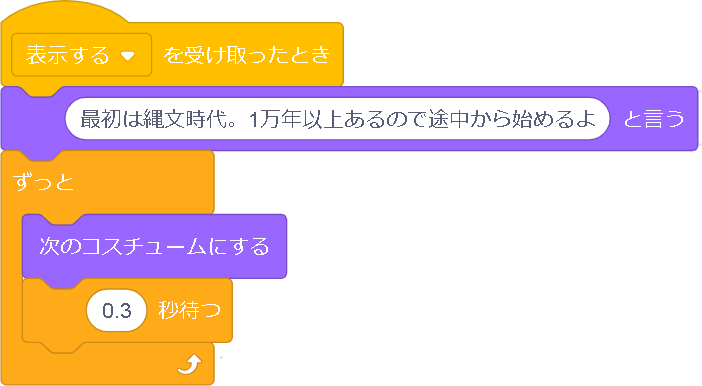 表示する を受け取ったとき
最初は縄文時代。1万年以上あるので途中から始めるよ と言う
ずっと
次のコスチュームにする
0.3 秒待つ